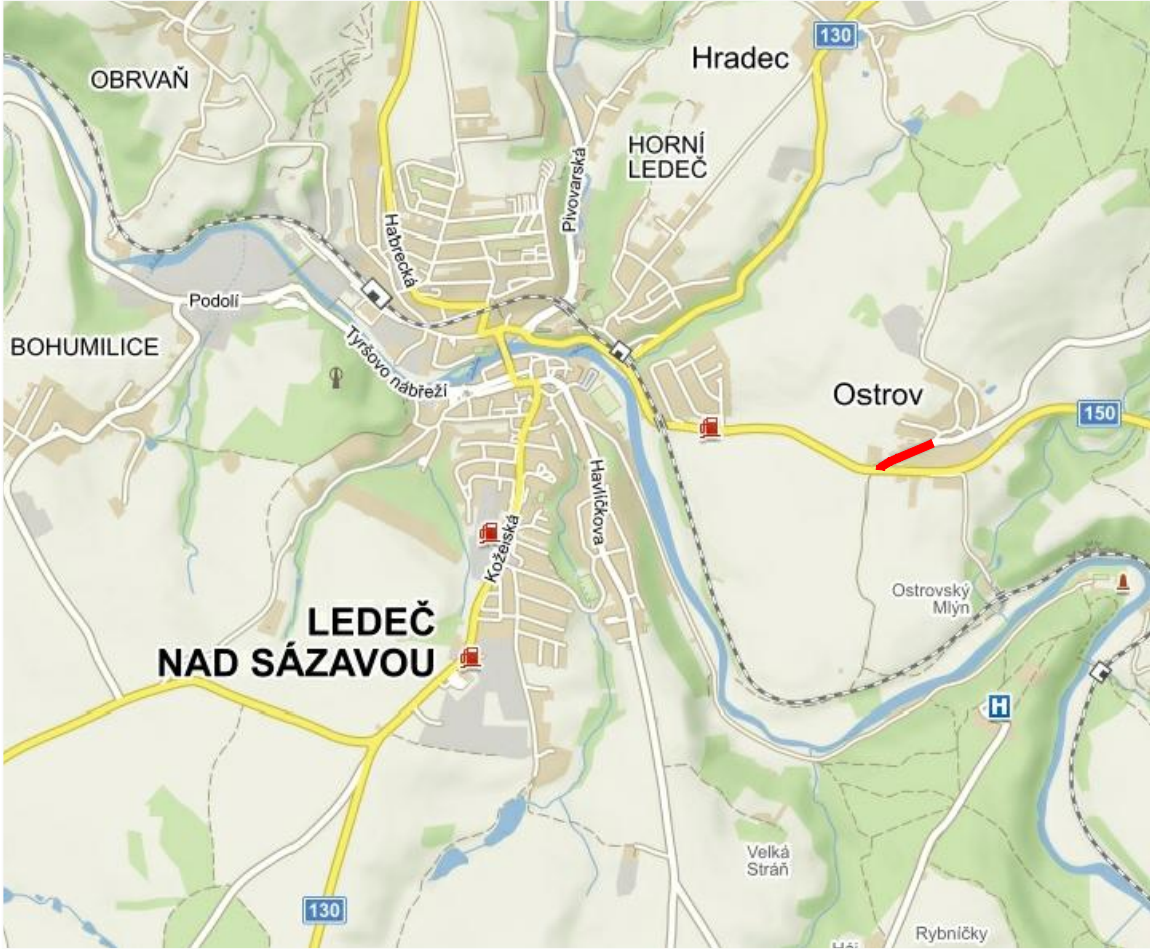 130
Hradec
OBRVAŇ
HORNÍ
LEDEČ
Pivovarská
Habrecká
Podolí
Tyršovo nábřeží
BOHUMILICE
Ostrov
150
Havlíčkova
Koželská
Ostrovský
Mlýn
LEDEČ
NAD SÁZAVOU
H
Velká
Stráň
130
Rybníčky